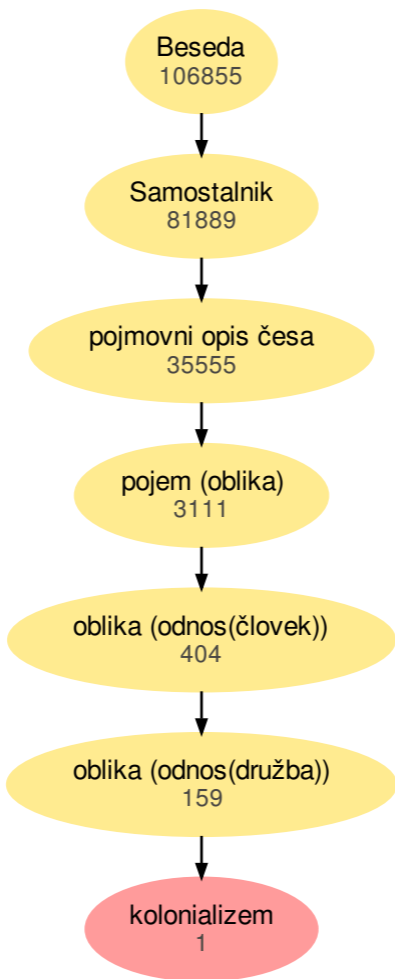 Beseda
106855
Samostalnik
81889
pojmovni opis česa
35555
pojem (oblika)
3111
oblika (odnos(človek))
404
oblika (odnos(družba))
159
kolonializem
1